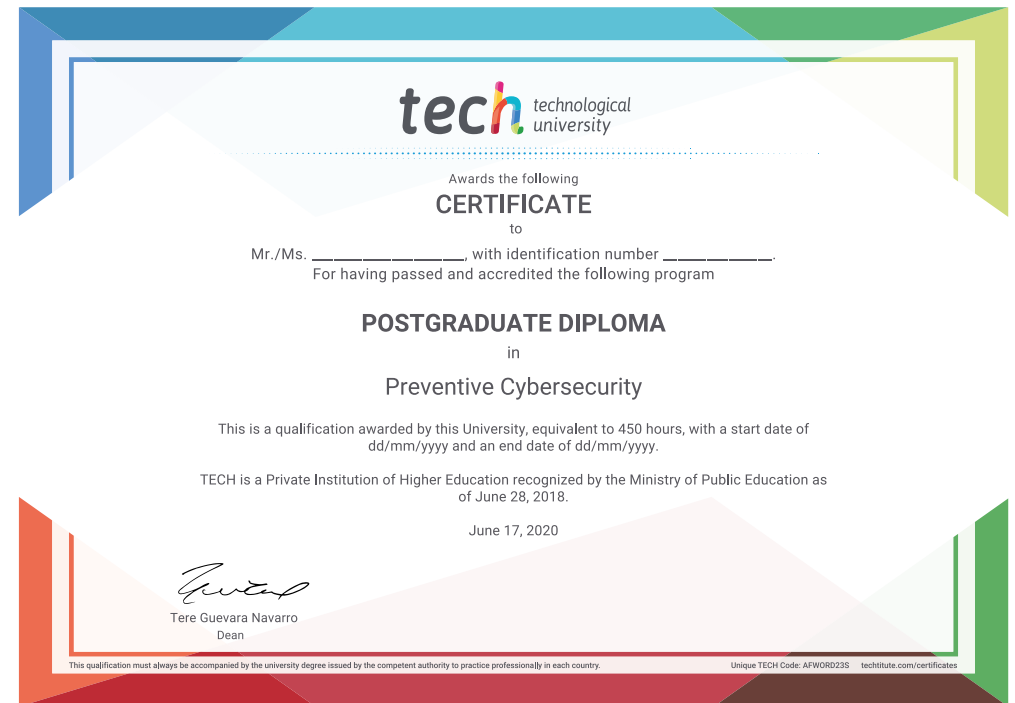 tech technological
university
Awards the following
CERTIFICATE
to
Mr./Ms. __________________, with identification number _____________.
For having passed and accredited the following program
POSTGRADUATE DIPLOMA
in
Preventive Cybersecurity
This is a qualification awarded by this University, equivalent to 450 hours, with a start date of
dd/mm/yyyy and an end date of dd/mm/yyyy.
TECH is a Private Institution of Higher Education recognized by the Ministry of Public Education as
of June 28, 2018.
June 17, 2020
Tere Guevara Navarro
Dean
This qualification must always be accompanied by the university degree issued by the competent authority to practice professionally in each country.
Unique TECH Code: AFWORD23S techtitute.com/certificates